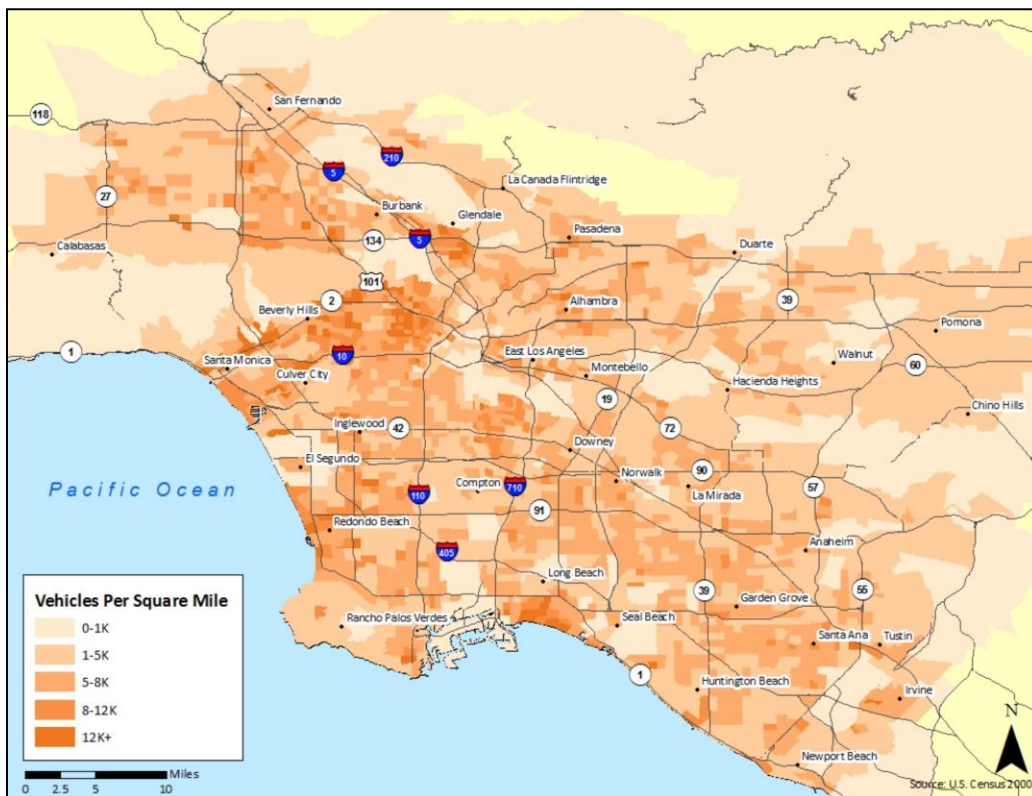 San Fernando
118
210
5
La Canada Flintridge
27
Burbank
Glendale
134
5
Pasadena
Calabasas
Duarte
101
2
39
Beverly Hills
Alhambra
Pomona
1
10
Santa Monica
East Los Angeles
Walnut
60
Culver City
Montebello
Hacienda Heights
19
Chino Hills
Inglewood
42
72
Downey
El Segundo
Norwalk
90
Pacific Ocean
Compton
710
La Mirada
57
110
91
Redondo Beach
405
Anaheim
Long Beach
39
55
Garden Grove
Vehicles Per Square Mile
Rancho Palos Verdes
Seal Beach
0-1K
Santa Ana
Tustin
1-5K
1
5-8K
Huntington Beach
Irvine
8-12K
N
12K+
Newport Beach
Miles
0 2.5 5 10
Source: U.S. Census 2000